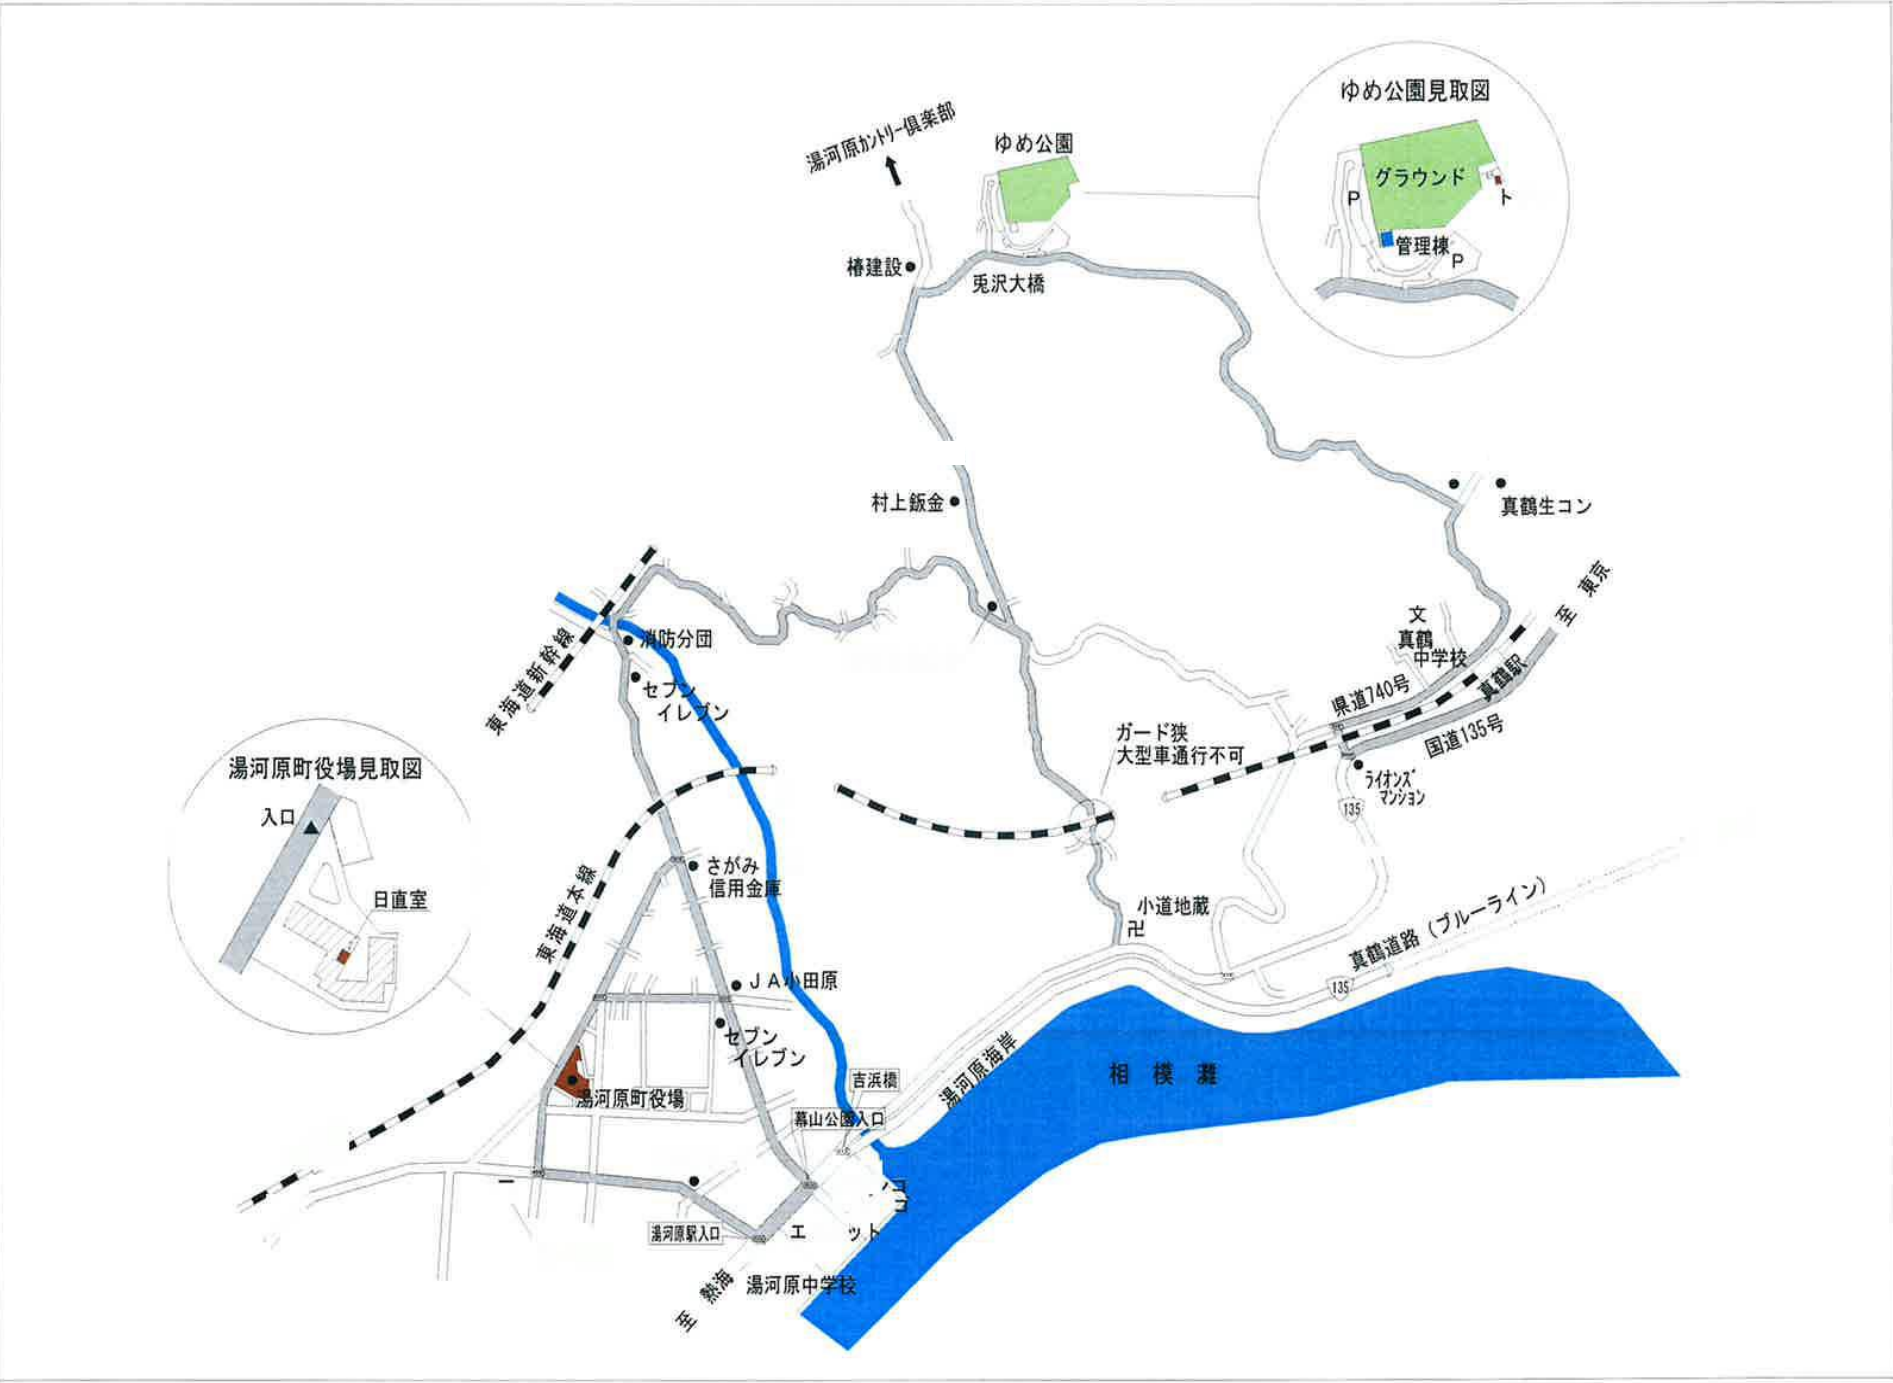 ゆめ公園見取図
グラウンド
P
ト
管理棟
P
湯河原カントリー倶楽部
ゆめ公園
椿建設
兎沢大橋
村上鈑金
真鶴生コン
至 東京
文
真鶴
中学校
真鶴駅
県道740号
国道135号
消防分団
東海道新幹線
セブン
イレブン
ガード狭
大型車通行不可
ライオンズ
マンション
135
湯河原町役場見取図
入口
日直室
さがみ
信用金庫
東海道本線
小道地蔵
卍
真鶴道路（ブルーライン）
135
JA小田原
セブン
イレブン
湯河原海岸
相模灘
吉浜橋
湯河原町役場
幕山公園入口
ー
コ
ゴ
湯河原駅入口
エ ット
至 熱海
湯河原中学校